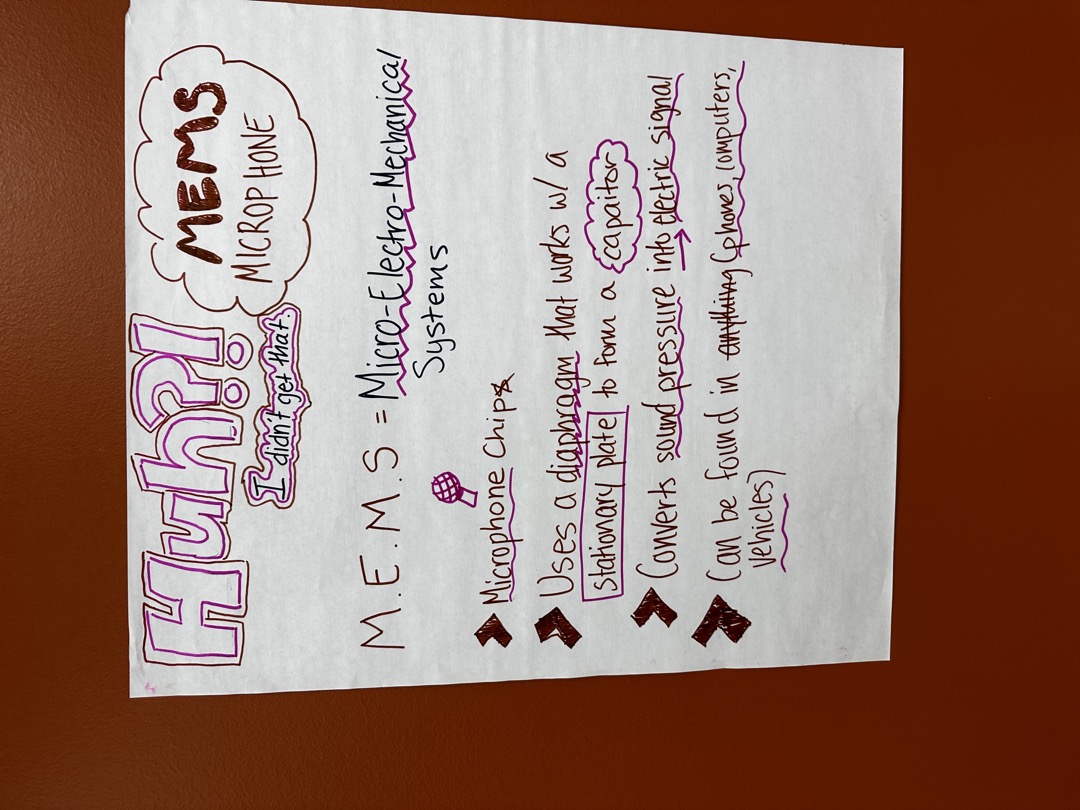 Huh?!
I didn't get that.
MEMS
MICROPHONE
M.E.M.S = Micro-Electro-Mechanical
Systems
Microphone Chip
Uses a diaphragm that works w/ a
stationary plate to form a capaitor
Converts sound pressure into electric signal
Can be found in anything (phones, computers,
vehicles)